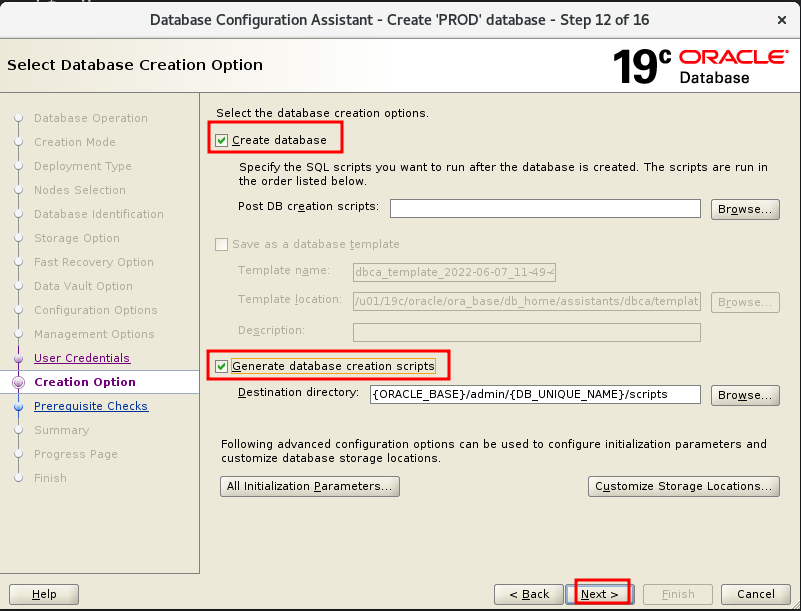 Database Configuration Assistant - Create 'PROD' database - Step 12 of 16
Select Database Creation Option
19c ORACLE
Database
Database Operation
Creation Mode
Deployment Type
Nodes Selection
Database Identification
Storage Option
Fast Recovery Option
Data Vault Option
Configuration Options
Management Options
User Credentials
Creation Option
Prerequisite Checks
Summary
Progress Page
Finish
Select the database creation options.
Create database
Specify the SQL scripts you want to run after the database is created. The scripts are run in
the order listed below.
Post DB creation scripts:
Browse...
Save as a database template
Template name: dbca_template_2022-06-07_11-49-4
Template location: /u01/19c/oracle/ora_base/db_home/assistants/dbca/templat Browse...
Description:
Generate database creation scripts
Destination directory: {ORACLE_BASE}/admin/{DB_UNIQUE_NAME}/scripts Browse...
Following advanced configuration options can be used to configure initialization parameters and
customize database storage locations.
All Initialization Parameters... Customize Storage Locations...
Help < Back Next > Finish Cancel